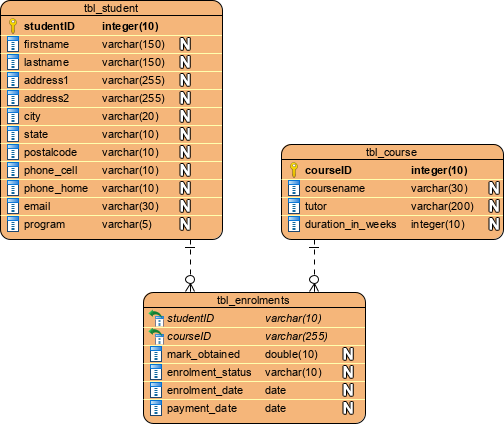 tbl_student
studentID integer(10)
firstname varchar(150) N
lastname varchar(150) N
address1 varchar(255) N
address2 varchar(255) N
city varchar(20) N
state varchar(10) N
postalcode varchar(10) N
phone_cell varchar(10) N
phone_home varchar(10) N
email varchar(30) N
program varchar(5) N
tbl_course
courseID integer(10)
coursename varchar(30) N
tutor varchar(200) N
duration_in_weeks integer(10) N
tbl_enrolments
studentID varchar(10)
courseID varchar(255)
mark_obtained double(10) N
enrolment_status varchar(10) N
enrolment_date date N
payment_date date N